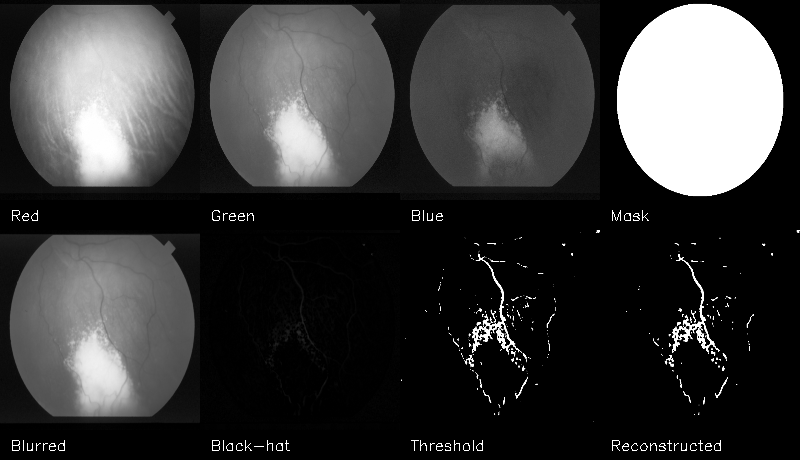 Red
Green
Blue
Mask
Blurred
Black-hat
Threshold
Reconstructed